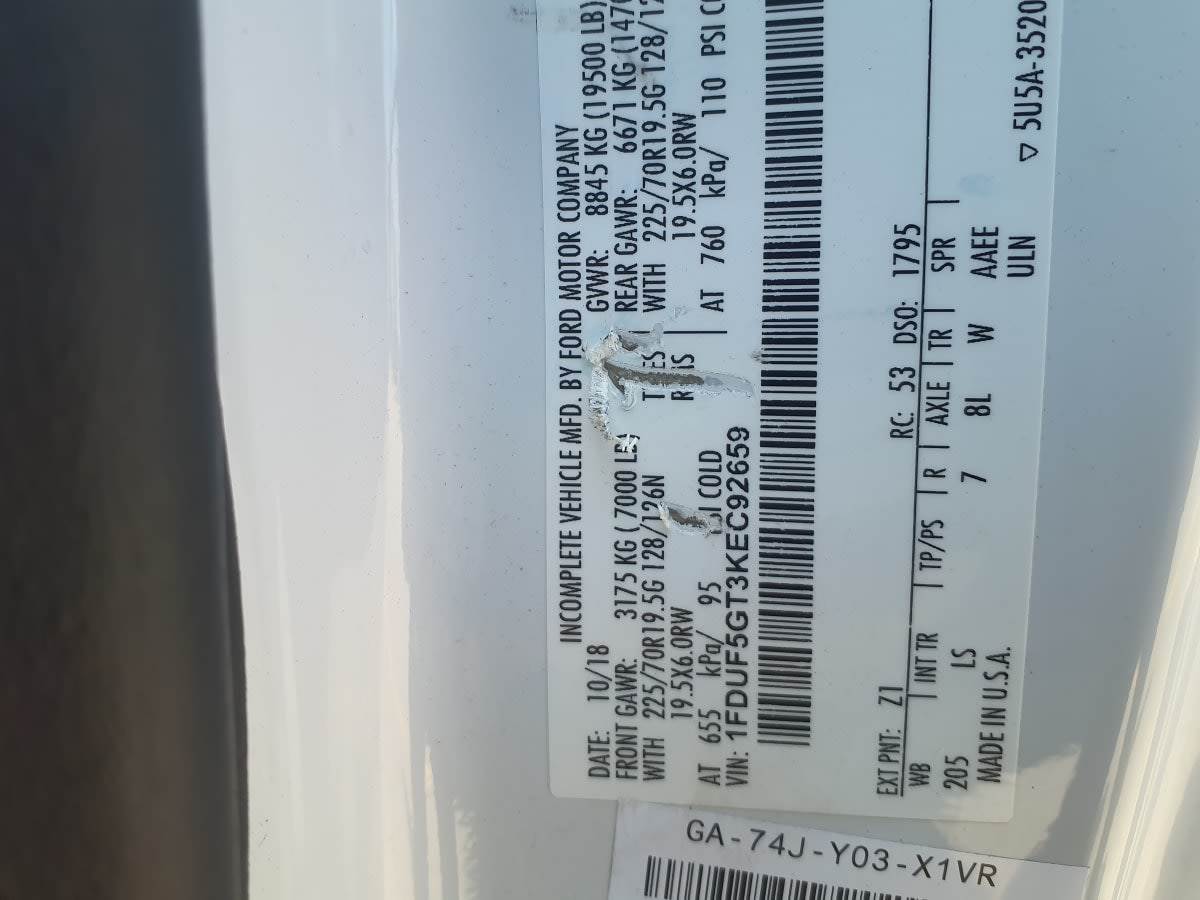 INCOMPLETE VEHICLE MFD. BY FORD MOTOR COMPANY
DATE: 10/18 GVWR: 8845 KG (19500 LB)
FRONT GAWR: 3175 KG ( 7000 LB) REAR GAWR: 6671 KG
WITH 225/70R19.5G 128/126N TIRES WITH 225/70R19.5G
19.5X6.0RW RIMS 19.5X6.0RW
AT 655 kPa/ 95 PSI COLD AT 760 kPa/ 110 PSI
VIN: 1FDUF5GT3KEC92659
EXT PNT: Z1 RC: 53 DSO: 1795
WB INT TR TP/PS R AXLE TR SPR
205 LS 7 8L W AAEE
MADE IN U.S.A. ULN
▽ 5U5A-3520
GA-74J-Y03-X1VR